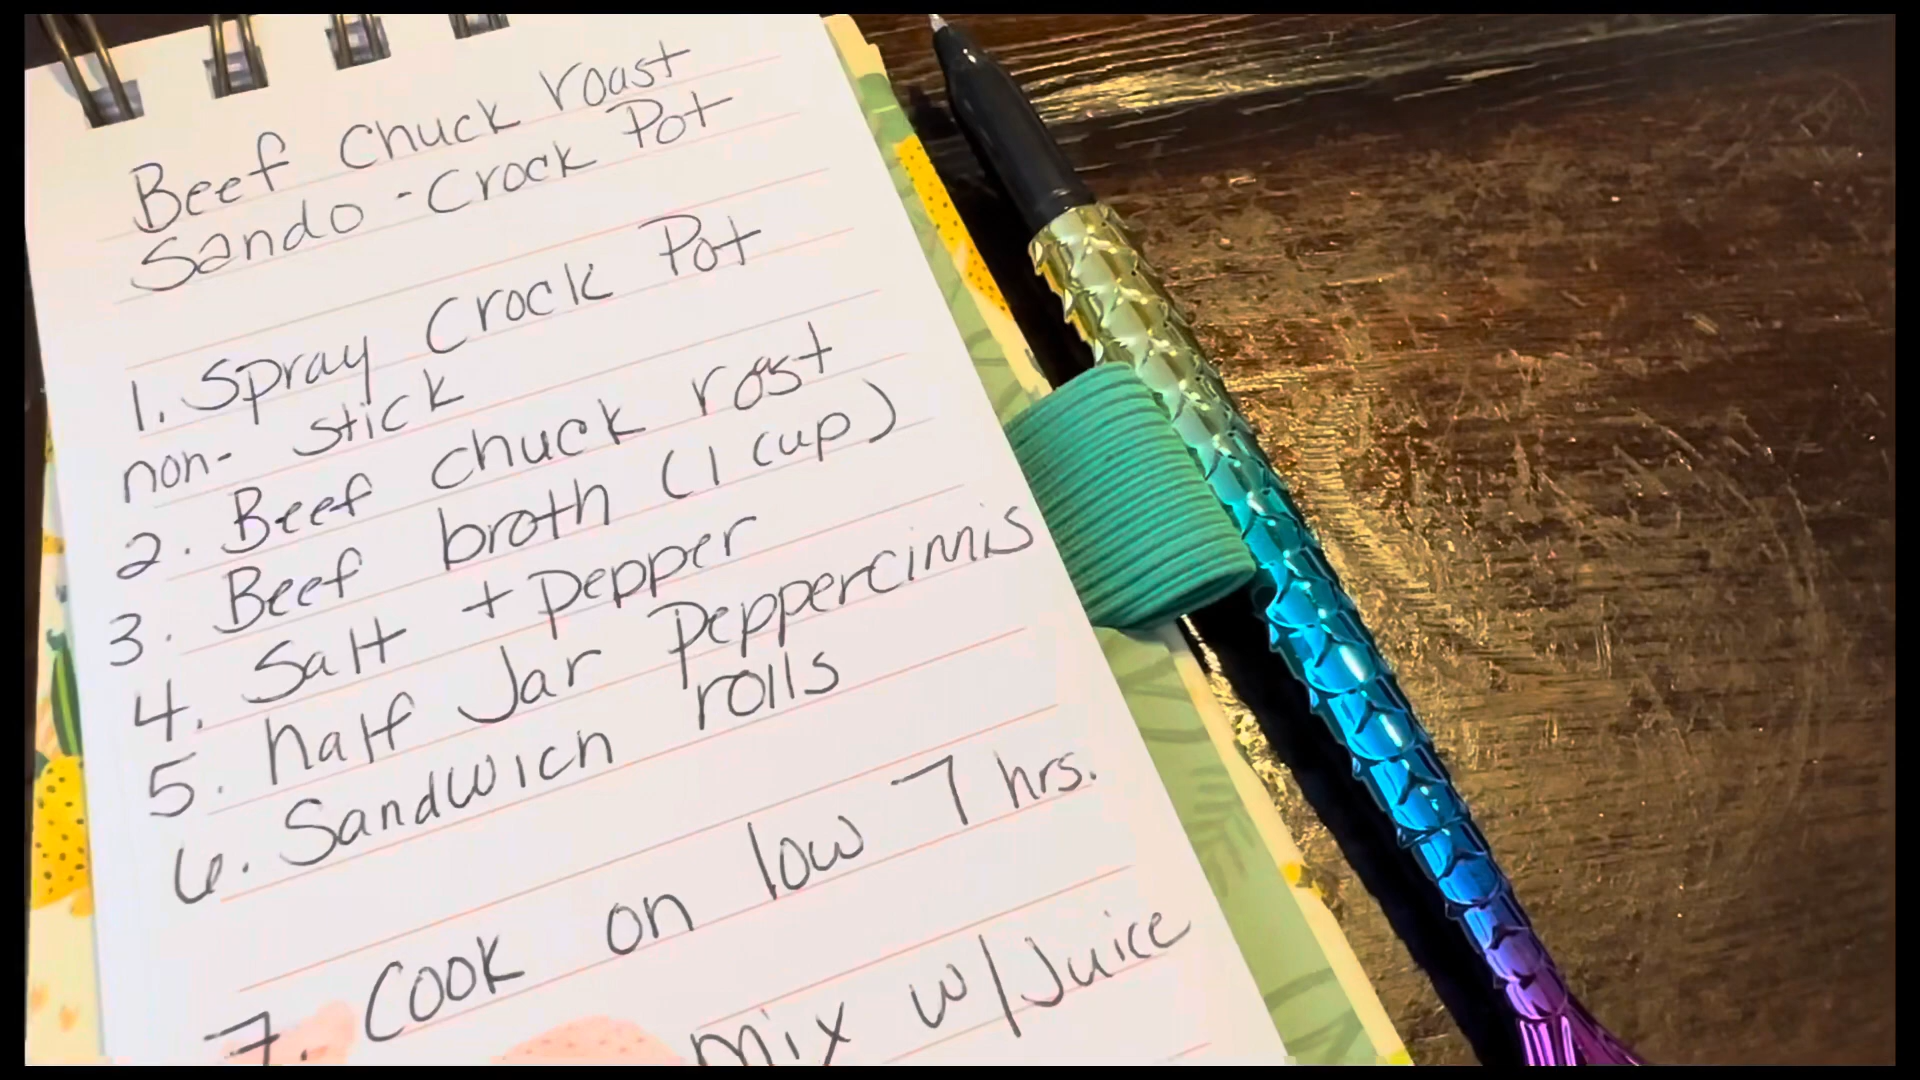 Beef Chuck roast
Sando - Crock Pot
1. Spray Crock Pot
non- stick
2. Beef chuck rost
3. Beef broth (1 cup)
4. Salt + pepper
5. half Jar peppercinnis
6. Sandwich rolls
7. Cook on low 7 hrs.
mix w/Juice